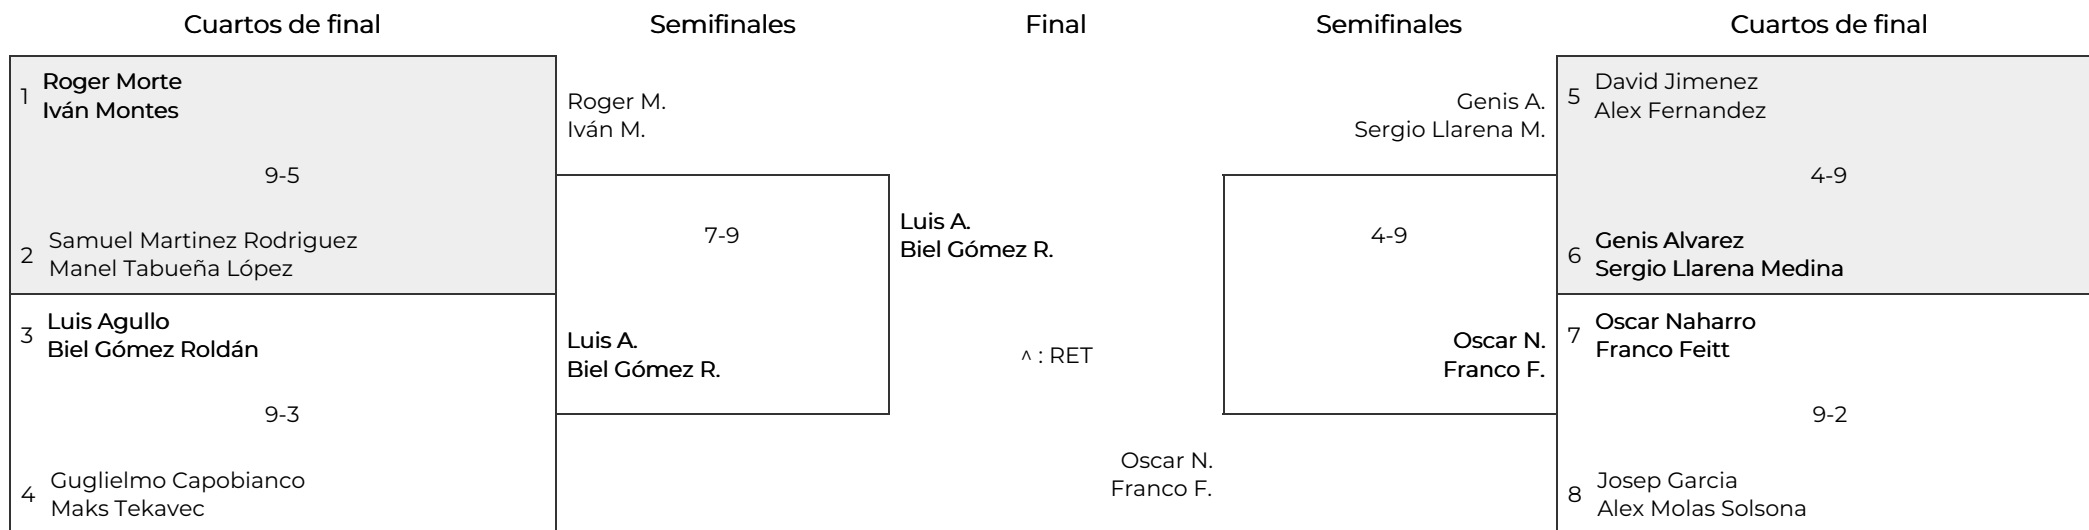 Cuartos de final
Semifinales
Final
Semifinales
Cuartos de final
1
Roger Morte
Iván Montes
9-5
2
Samuel Martinez Rodriguez
Manel Tabueña López
3
Luis Agullo
Biel Gómez Roldán
9-3
4
Guglielmo Capobianco
Maks Tekavec
Roger M.
Iván M.
7-9
Luis A.
Biel Gómez R.
Luis A.
Biel Gómez R.
^ : RET
Oscar N.
Franco F.
Genis A.
Sergio Llarena M.
4-9
Oscar N.
Franco F.
5
David Jimenez
Alex Fernandez
4-9
6
Genis Alvarez
Sergio Llarena Medina
7
Oscar Naharro
Franco Feitt
9-2
8
Josep Garcia
Alex Molas Solsona